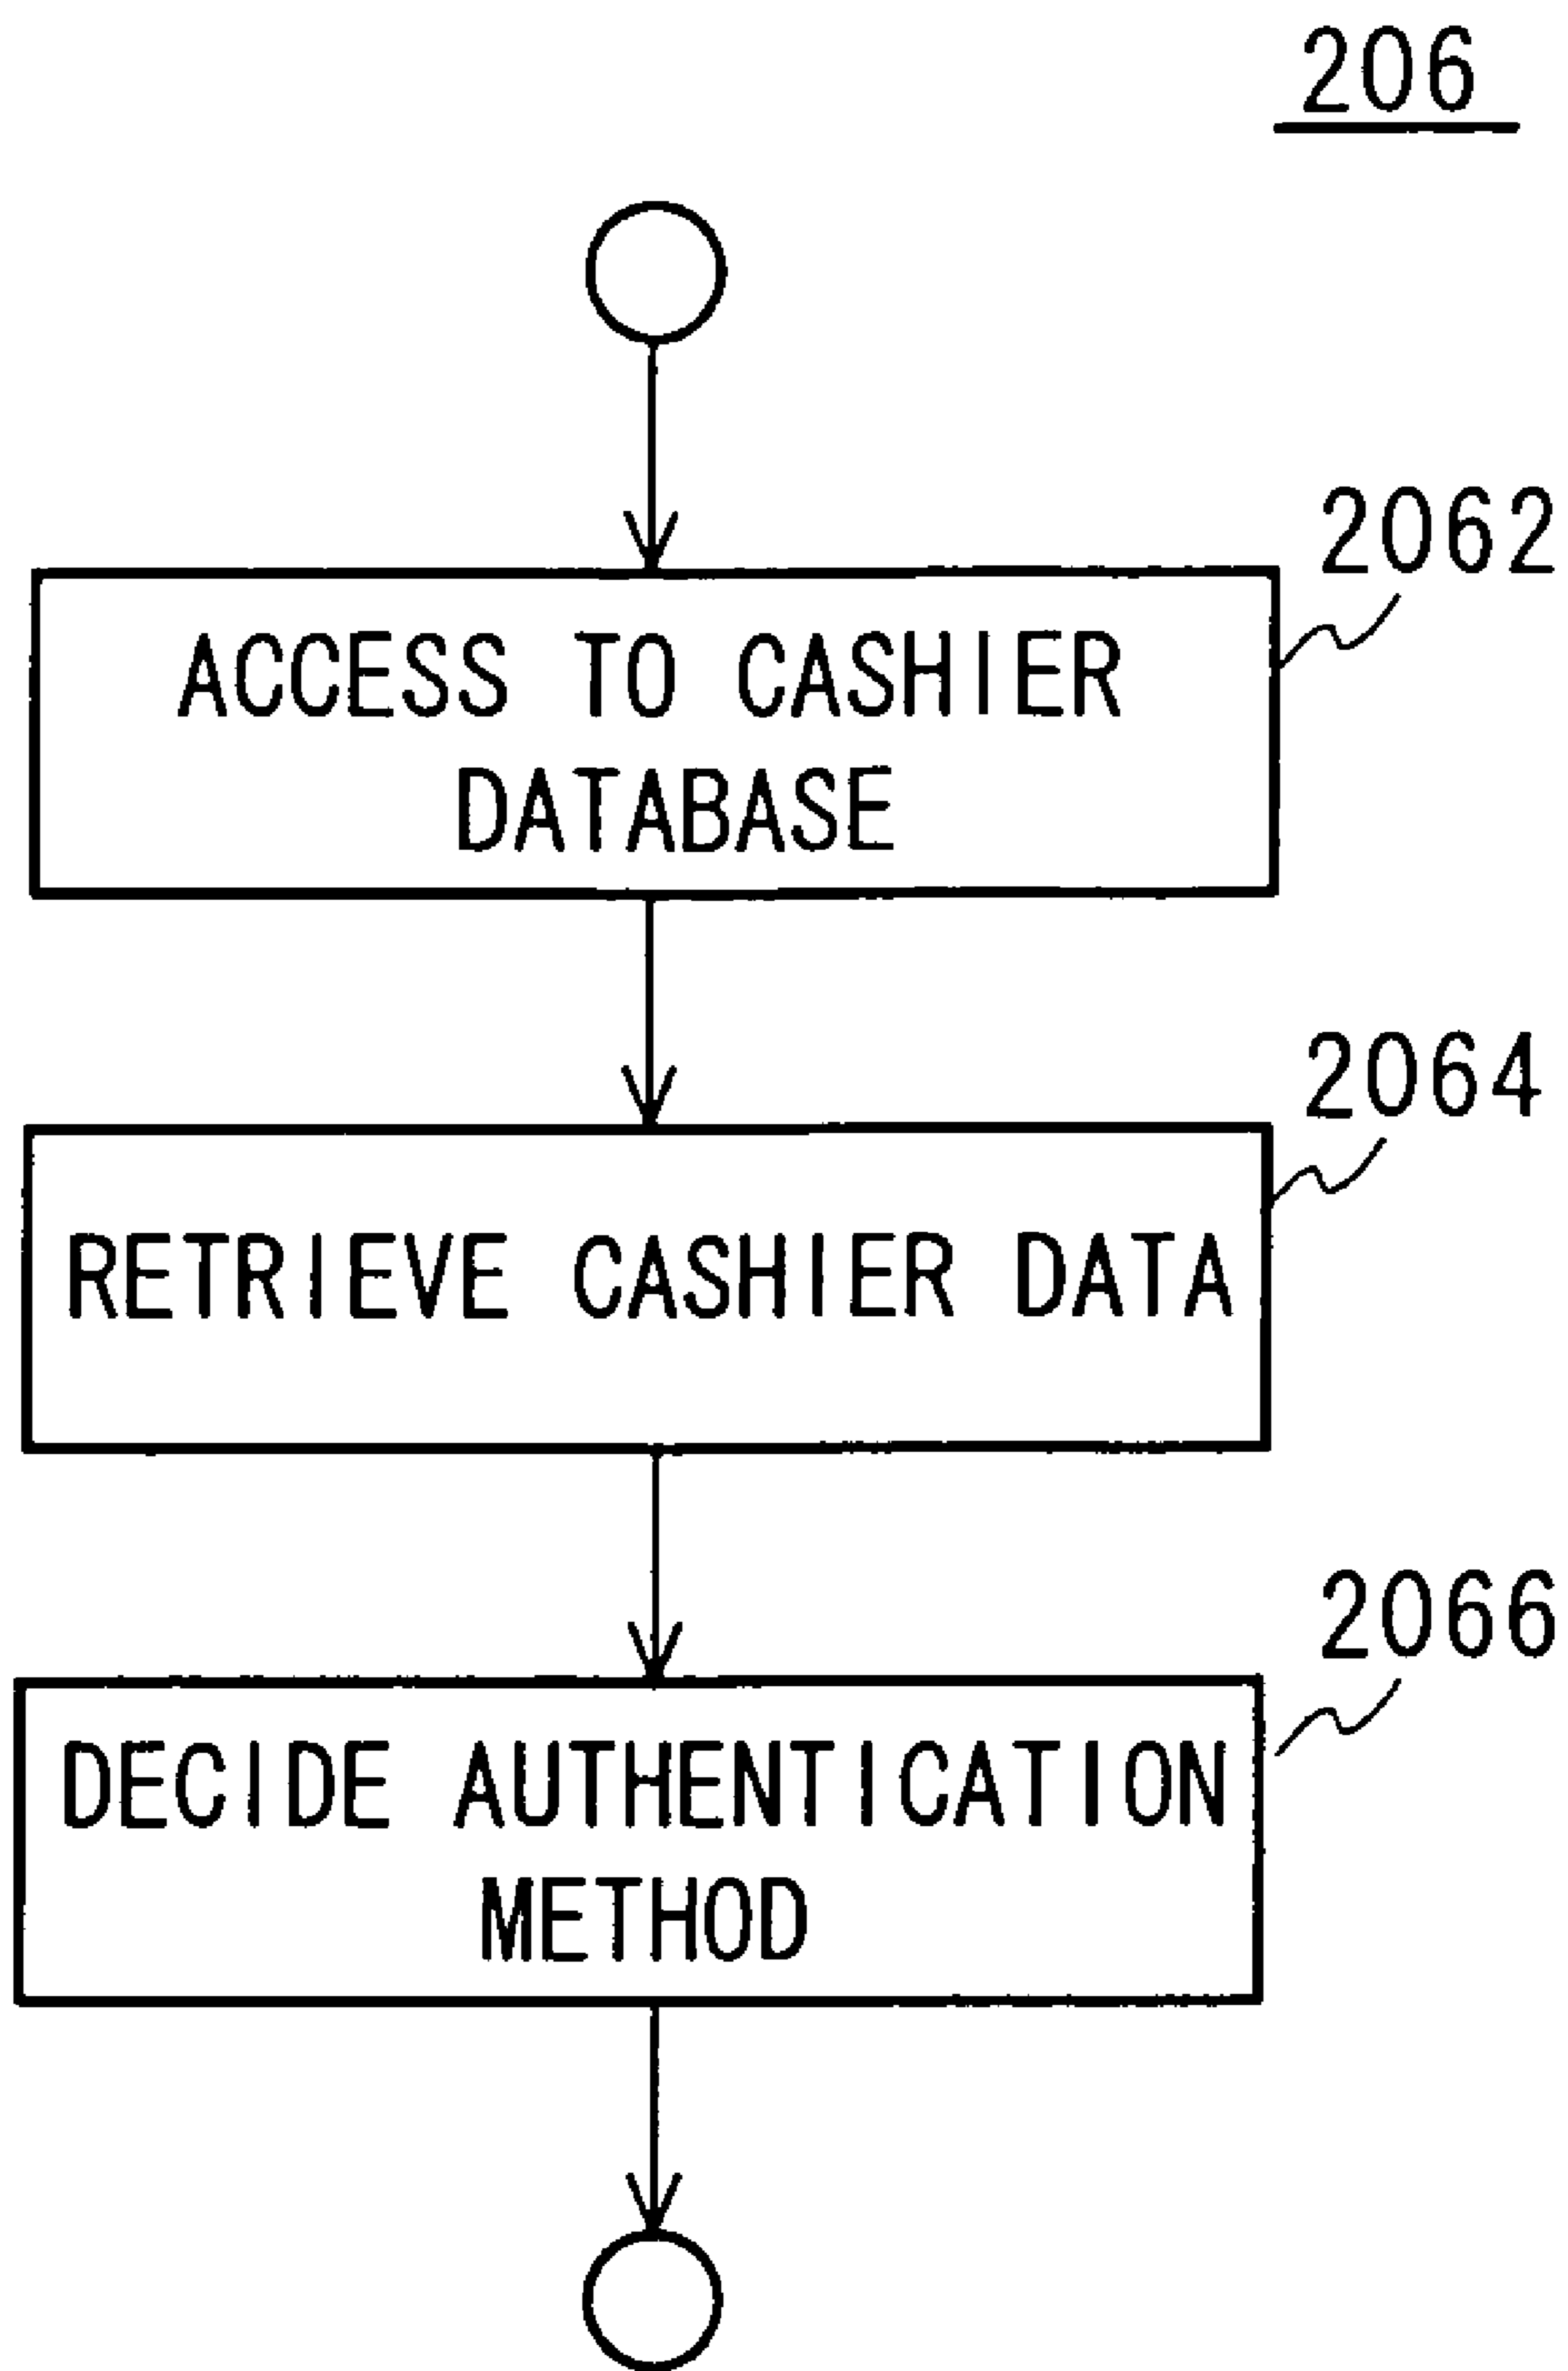 206
2062
ACCESS TO CASHIER
DATABASE
2064
RETRIEVE CASHIER DATA
2066
DECIDE AUTHENTICATION
METHOD